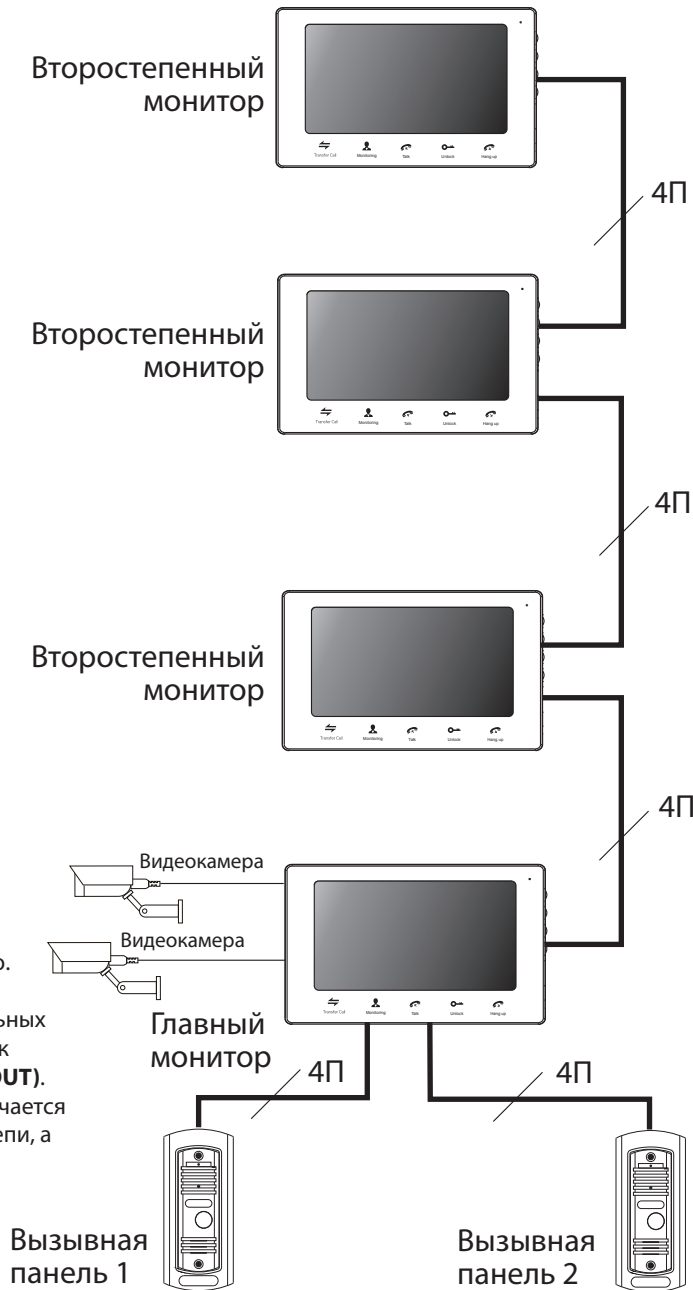 Второстепенный
монитор
Transfer Call Monitoring Talk Unlock Hang up
4П
Второстепенный
монитор
Transfer Call Monitoring Talk Unlock Hang up
4П
Второстепенный
монитор
Transfer Call Monitoring Talk Unlock Hang up
4П
Видеокамера
Видеокамера
Transfer Call Monitoring Talk Unlock Hang up
Главный
монитор
4П
4П
Вызывная
панель 1
Вызывная
панель 2